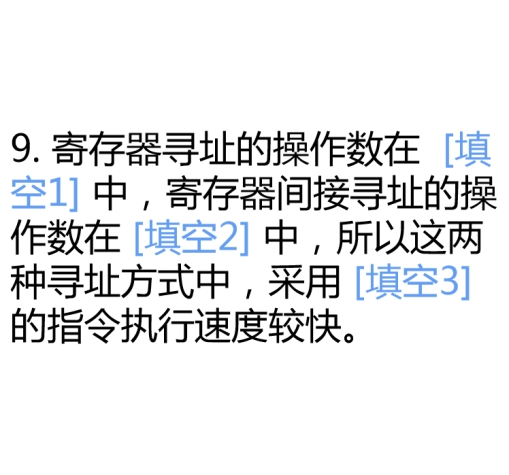 9. 寄存器寻址的操作数在 [填
空1] 中，寄存器间接寻址的操
作数在 [填空2] 中，所以这两
种寻址方式中，采用 [填空3]
的指令执行速度较快。